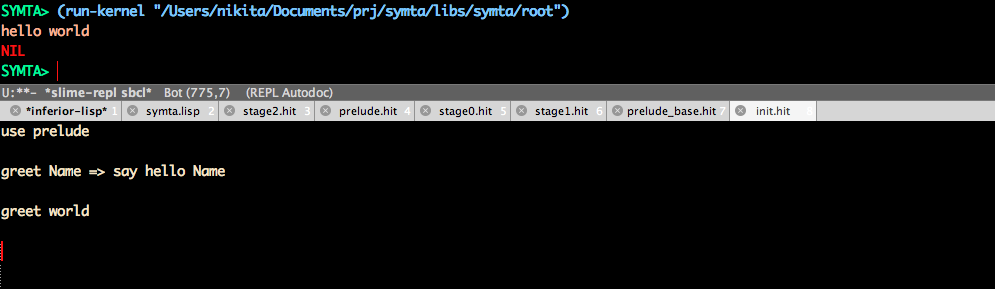 SYMTA> (run-kernel "/Users/nikita/Documents/prj/symta/libs/symta/root")
hello world
NIL
SYMTA>
U:**- *slime-repl sbcl* Bot (775,7) (REPL Autodoc)
*inferior-lisp* 1 symta.lisp 2 stage2.hit 3 prelude.hit 4 stage0.hit 5 stage1.hit 6 prelude_base.hit 7 init.hit
use prelude
greet Name => say hello Name
greet world